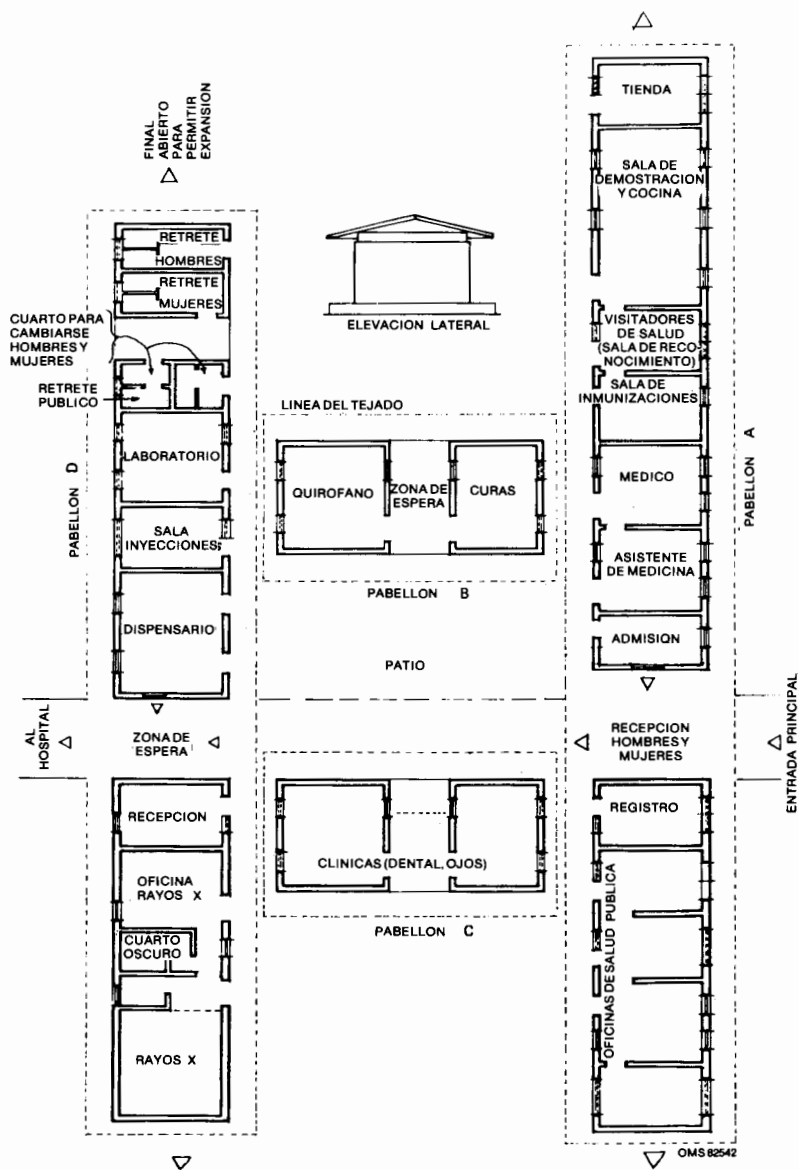 FINAL
ABIERTO
PARA
PERMITIR
EXPANSION
RETRETE
HOMBRES
RETRETE
MUJERES
CUARTO PARA
CAMBIARSE
HOMBRES Y
MUJERES
RETRETE
PUBLICO
LABORATORIO
SALA
INYECCIONES
DISPENSARIO
PABELLON D
ELEVACION LATERAL
LINEA DEL TEJADO
QUIROFANO
ZONA DE
ESPERA
CURAS
PABELLON B
PATIO
TIENDA
SALA DE
DEMOSTRACION
Y COCINA
VISITADORES
DE SALUD
(SALA DE RECO-
NOCIMIENTO)
SALA DE
INMUNIZACIONES
MEDICO
ASISTENTE
DE MEDICINA
ADMISION
PABELLON A
AL
HOSPITAL
ZONA DE
ESPERA
RECEPCION
HOMBRES Y
MUJERES
ENTRADA PRINCIPAL
RECEPCION
OFICINA
RAYOS X
CUARTO
OSCURO
RAYOS X
CLINICAS (DENTAL, OJOS)
PABELLON C
REGISTRO
OFICINAS DE SALUD PUBLICA
OMS 82542